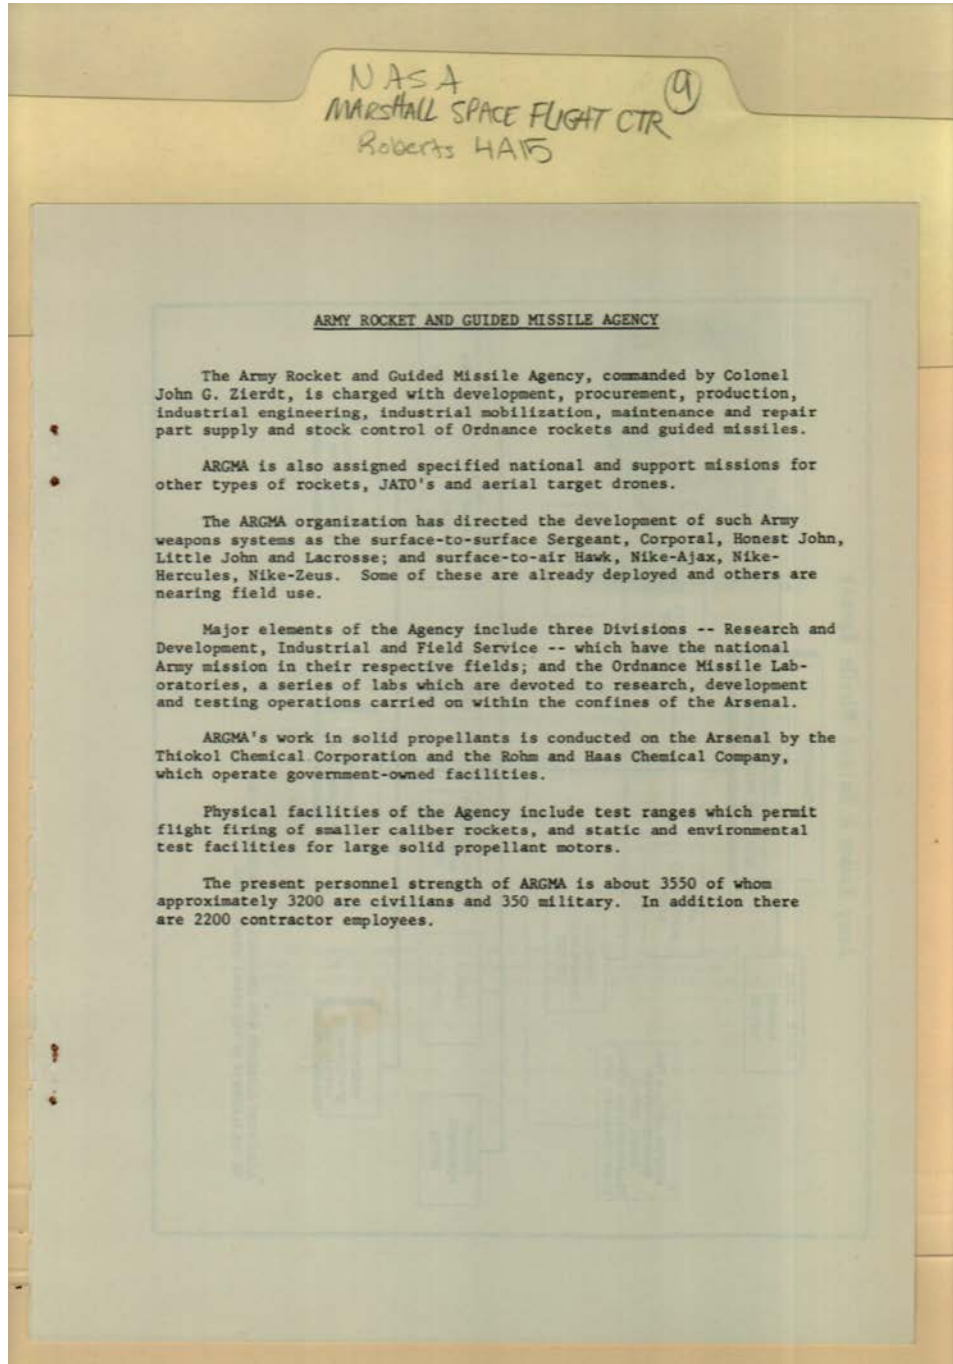 NASA
MARSHALL SPACE FLIGHT CTR
9
Roberts 4A15
ARMY ROCKET AND GUIDED MISSILE AGENCY
The Army Rocket and Guided Missile Agency, commanded by Colonel
John G. Zierdt, is charged with development, procurement, production,
industrial engineering, industrial mobilization, maintenance and repair
part supply and stock control of Ordnance rockets and guided missiles.
ARGMA is also assigned specified national and support missions for
other types of rockets, JATO's and aerial target drones.
The ARGMA organization has directed the development of such Army
weapons systems as the surface-to-surface Sergeant, Corporal, Honest John,
Little John and Lacrosse; and surface-to-air Hawk, Nike-Ajax, Nike-
Hercules, Nike-Zeus. Some of these are already deployed and others are
nearing field use.
Major elements of the Agency include three Divisions -- Research and
Development, Industrial and Field Service -- which have the national
Army mission in their respective fields; and the Ordnance Missile Lab-
oratories, a series of labs which are devoted to research, development
and testing operations carried on within the confines of the Arsenal.
ARGMA's work in solid propellants is conducted on the Arsenal by the
Thiokol Chemical Corporation and the Rohm and Haas Chemical Company,
which operate government-owned facilities.
Physical facilities of the Agency include test ranges which permit
flight firing of smaller caliber rockets, and static and environmental
test facilities for large solid propellant motors.
The present personnel strength of ARGMA is about 3550 of whom
approximately 3200 are civilians and 350 military. In addition there
are 2200 contractor employees.